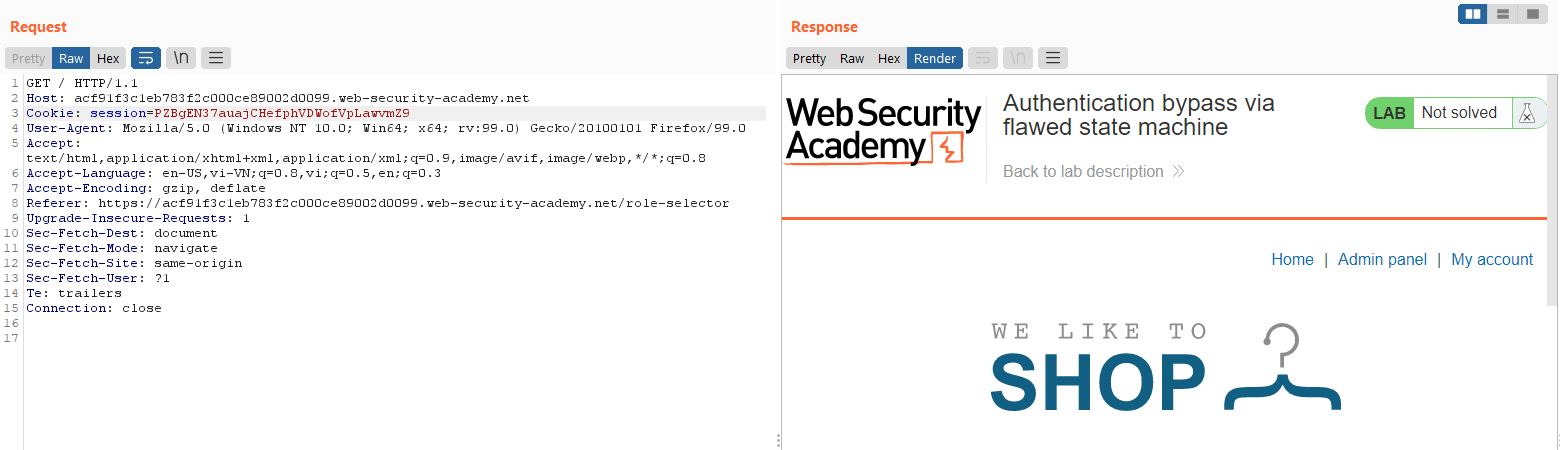 Request
Pretty Raw Hex \n
1 GET / HTTP/1.1
2 Host: acf91f3c1eb783f2c000ce89002d0099.web-security-academy.net
3 Cookie: session=PZBgEN37auajCHefphVDWofVpLawvmZ9
4 User-Agent: Mozilla/5.0 (Windows NT 10.0; Win64; x64; rv:99.0) Gecko/20100101 Firefox/99.0
5 Accept:
text/html,application/xhtml+xml,application/xml;q=0.9,image/avif,image/webp,*/*;q=0.8
6 Accept-Language: en-US,vi-VN;q=0.8,vi;q=0.5,en;q=0.3
7 Accept-Encoding: gzip, deflate
8 Referer: https://acf91f3c1eb783f2c000ce89002d0099.web-security-academy.net/role-selector
9 Upgrade-Insecure-Requests: 1
10 Sec-Fetch-Dest: document
11 Sec-Fetch-Mode: navigate
12 Sec-Fetch-Site: same-origin
13 Sec-Fetch-User: ?1
14 Te: trailers
15 Connection: close
16
17
Response
Pretty Raw Hex Render \n
Web Security
Academy
Authentication bypass via
flawed state machine
Back to lab description
LAB Not solved
Home | Admin panel | My account
WE LIKE TO
SHOP